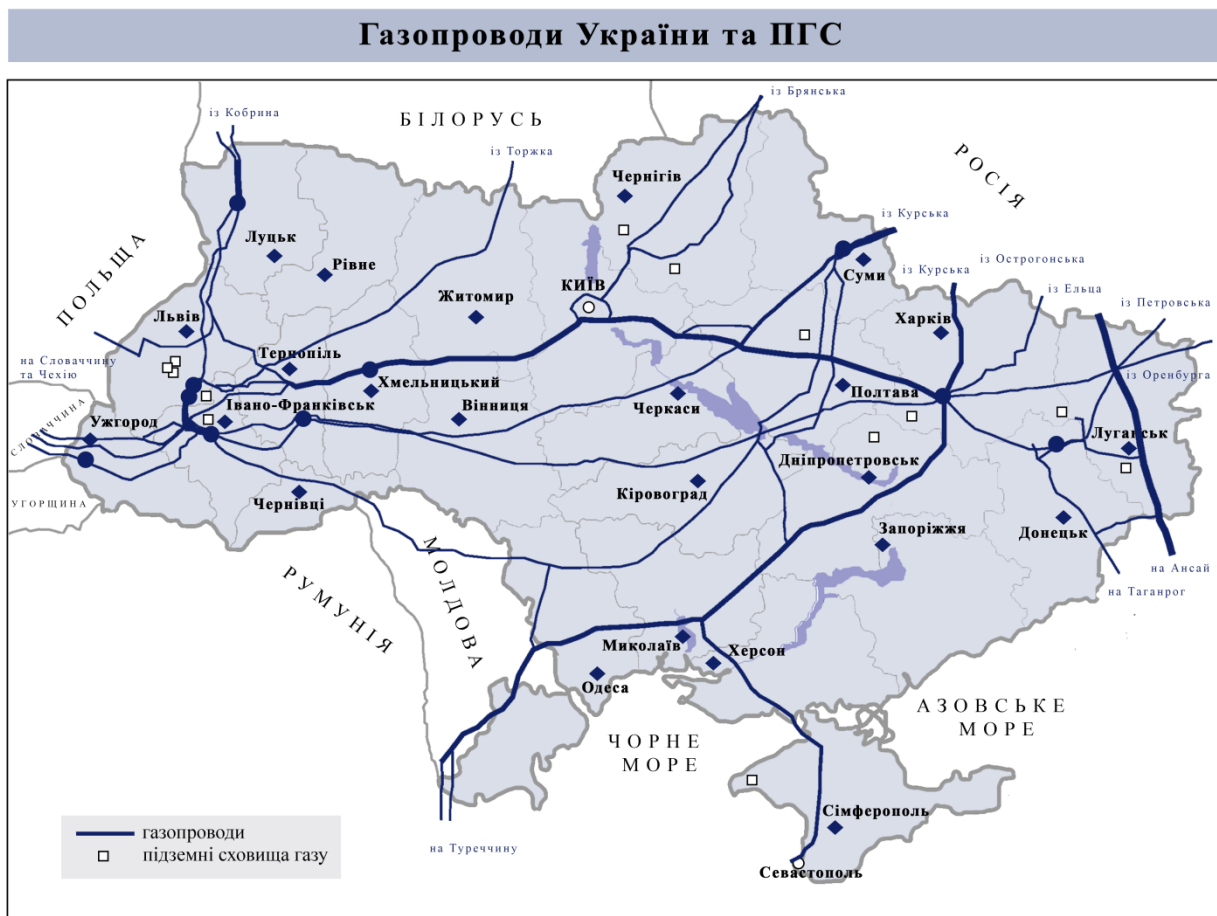 Газопроводи України та ПГС
із Кобрина
БІЛОРУСЬ
із Брянська
із Торжка
РОСІЯ
Чернігів
ПОЛЬЩА
Луцьк
Рівне
із Курська
Суми
із Курська
із Острогонська
із Ельца
із Петровська
КИЇВ
Житомир
Львів
Харків
на Словаччину
та Чехію
Тернопіль
Хмельницький
із Оренбурга
Івано-Франківськ
Вінниця
Черкаси
Полтава
СЛОВАЧЧИНА
Ужгород
Луганськ
Дніпропетровськ
УГОРЩИНА
Чернівці
Кіровоград
Запоріжжя
Донецьк
МОЛДОВА
РУМУНІЯ
на Ансай
на Таганрог
Миколаїв
Херсон
Одеса
АЗОВСЬКЕ
МОРЕ
ЧОРНЕ
МОРЕ
Сімферополь
газопроводи
підземні сховища газу
на Туреччину
Севастополь